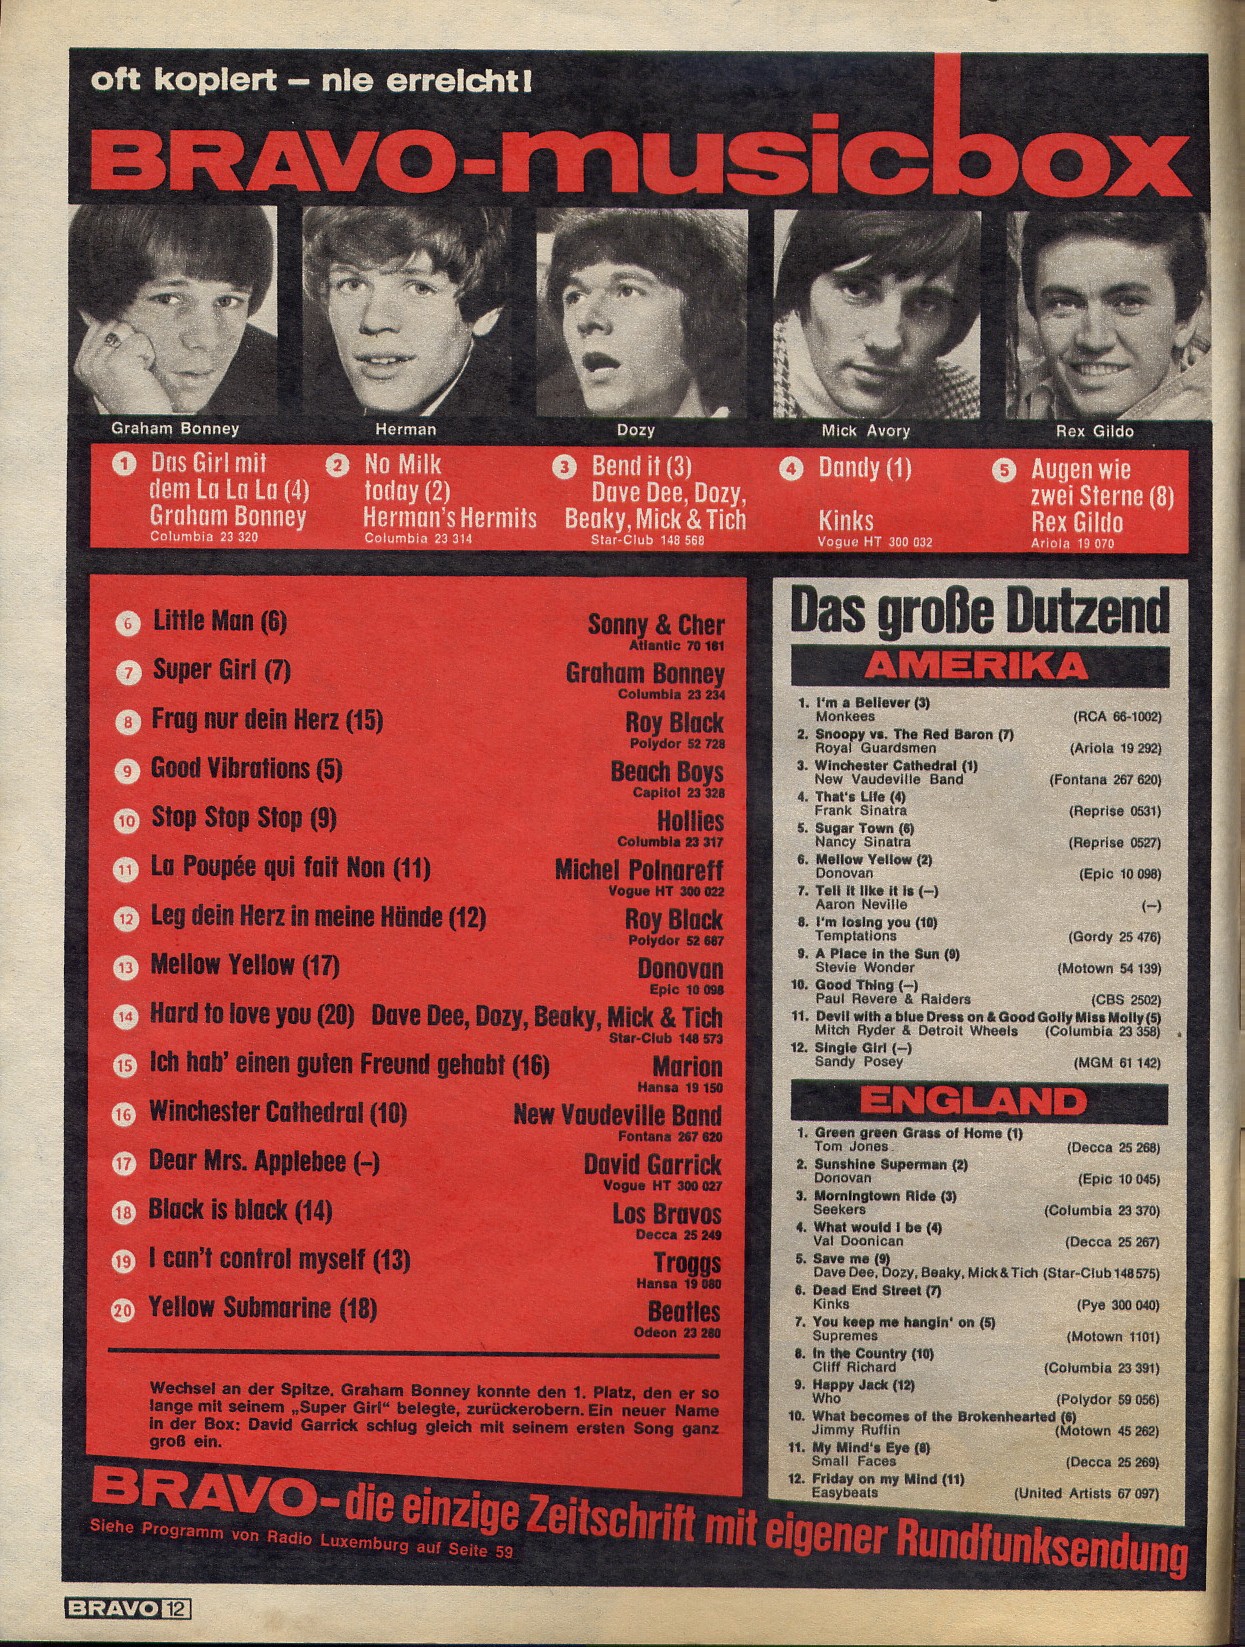 oft kopiert – nie erreicht!
BRAVO-musicbox
Graham Bonney
Herman
Dozy
Mick Avory
Rex Gildo
1 Das Girl mit
dem La La La (4)
Graham Bonney
Columbia 23 320
2 No Milk
today (2)
Herman's Hermits
Columbia 23 314
3 Bend it (3)
Dave Dee, Dozy,
Beaky, Mick & Tich
Star-Club 148 568
4 Dandy (1)
Kinks
Vogue HT 300 032
5 Augen wie
zwei Sterne (8)
Rex Gildo
Ariola 19 070
6 Little Man (6) Sonny & Cher
Atlantic 70 181
7 Super Girl (7) Graham Bonney
Columbia 23 234
8 Frag nur dein Herz (15) Roy Black
Polydor 52 728
9 Good Vibrations (5) Beach Boys
Capitol 23 328
10 Stop Stop Stop (9) Hollies
Columbia 23 317
11 La Poupée qui fait Non (11) Michel Polnareff
Vogue HT 300 022
12 Leg dein Herz in meine Hände (12) Roy Black
Polydor 52 687
13 Mellow Yellow (17) Donovan
Epic 10 098
14 Hard to love you (20) Dave Dee, Dozy, Beaky, Mick & Tich
Star-Club 148 573
15 Ich hab' einen guten Freund gehabt (16) Marion
Hansa 19 150
16 Winchester Cathedral (10) New Vaudeville Band
Fontana 267 620
17 Dear Mrs. Applebee (–) David Garrick
Vogue HT 300 027
18 Black is black (14) Los Bravos
Decca 25 249
19 I can't control myself (13) Troggs
Hansa 19 080
20 Yellow Submarine (18) Beatles
Odeon 23 280
Wechsel an der Spitze. Graham Bonney konnte den 1. Platz, den er so
lange mit seinem „Super Girl“ belegte, zurückerobern. Ein neuer Name
in der Box: David Garrick schlug gleich mit seinem ersten Song ganz
groß ein.
Das große Dutzend
AMERIKA
1. I'm a Believer (3)
Monkees (RCA 66-1002)
2. Snoopy vs. The Red Baron (7)
Royal Guardsmen (Ariola 19 292)
3. Winchester Cathedral (1)
New Vaudeville Band (Fontana 267 620)
4. That's Life (4)
Frank Sinatra (Reprise 0531)
5. Sugar Town (6)
Nancy Sinatra (Reprise 0527)
6. Mellow Yellow (2)
Donovan (Epic 10 098)
7. Tell it like it is (–)
Aaron Neville (–)
8. I'm losing you (10)
Temptations (Gordy 25 476)
9. A Place in the Sun (9)
Stevie Wonder (Motown 54 139)
10. Good Thing (–)
Paul Revere & Raiders (CBS 2502)
11. Devil with a blue Dress on & Good Golly Miss Molly (5)
Mitch Ryder & Detroit Wheels (Columbia 23 358)
12. Single Girl (–)
Sandy Posey (MGM 61 142)
ENGLAND
1. Green green Grass of Home (1)
Tom Jones (Decca 25 268)
2. Sunshine Superman (2)
Donovan (Epic 10 045)
3. Morningtown Ride (3)
Seekers (Columbia 23 370)
4. What would I be (4)
Val Doonican (Decca 25 267)
5. Save me (9)
Dave Dee, Dozy, Beaky, Mick & Tich (Star-Club 148 575)
6. Dead End Street (7)
Kinks (Pye 300 040)
7. You keep me hangin' on (5)
Supremes (Motown 1101)
8. In the Country (10)
Cliff Richard (Columbia 23 391)
9. Happy Jack (12)
Who (Polydor 59 056)
10. What becomes of the Brokenhearted (6)
Jimmy Ruffin (Motown 45 262)
11. My Mind's Eye (8)
Small Faces (Decca 25 269)
12. Friday on my Mind (11)
Easybeats (United Artists 67 097)
BRAVO-die einzige Zeitschrift mit eigener Rundfunksendung
Siehe Programm von Radio Luxemburg auf Seite 59
BRAVO 12